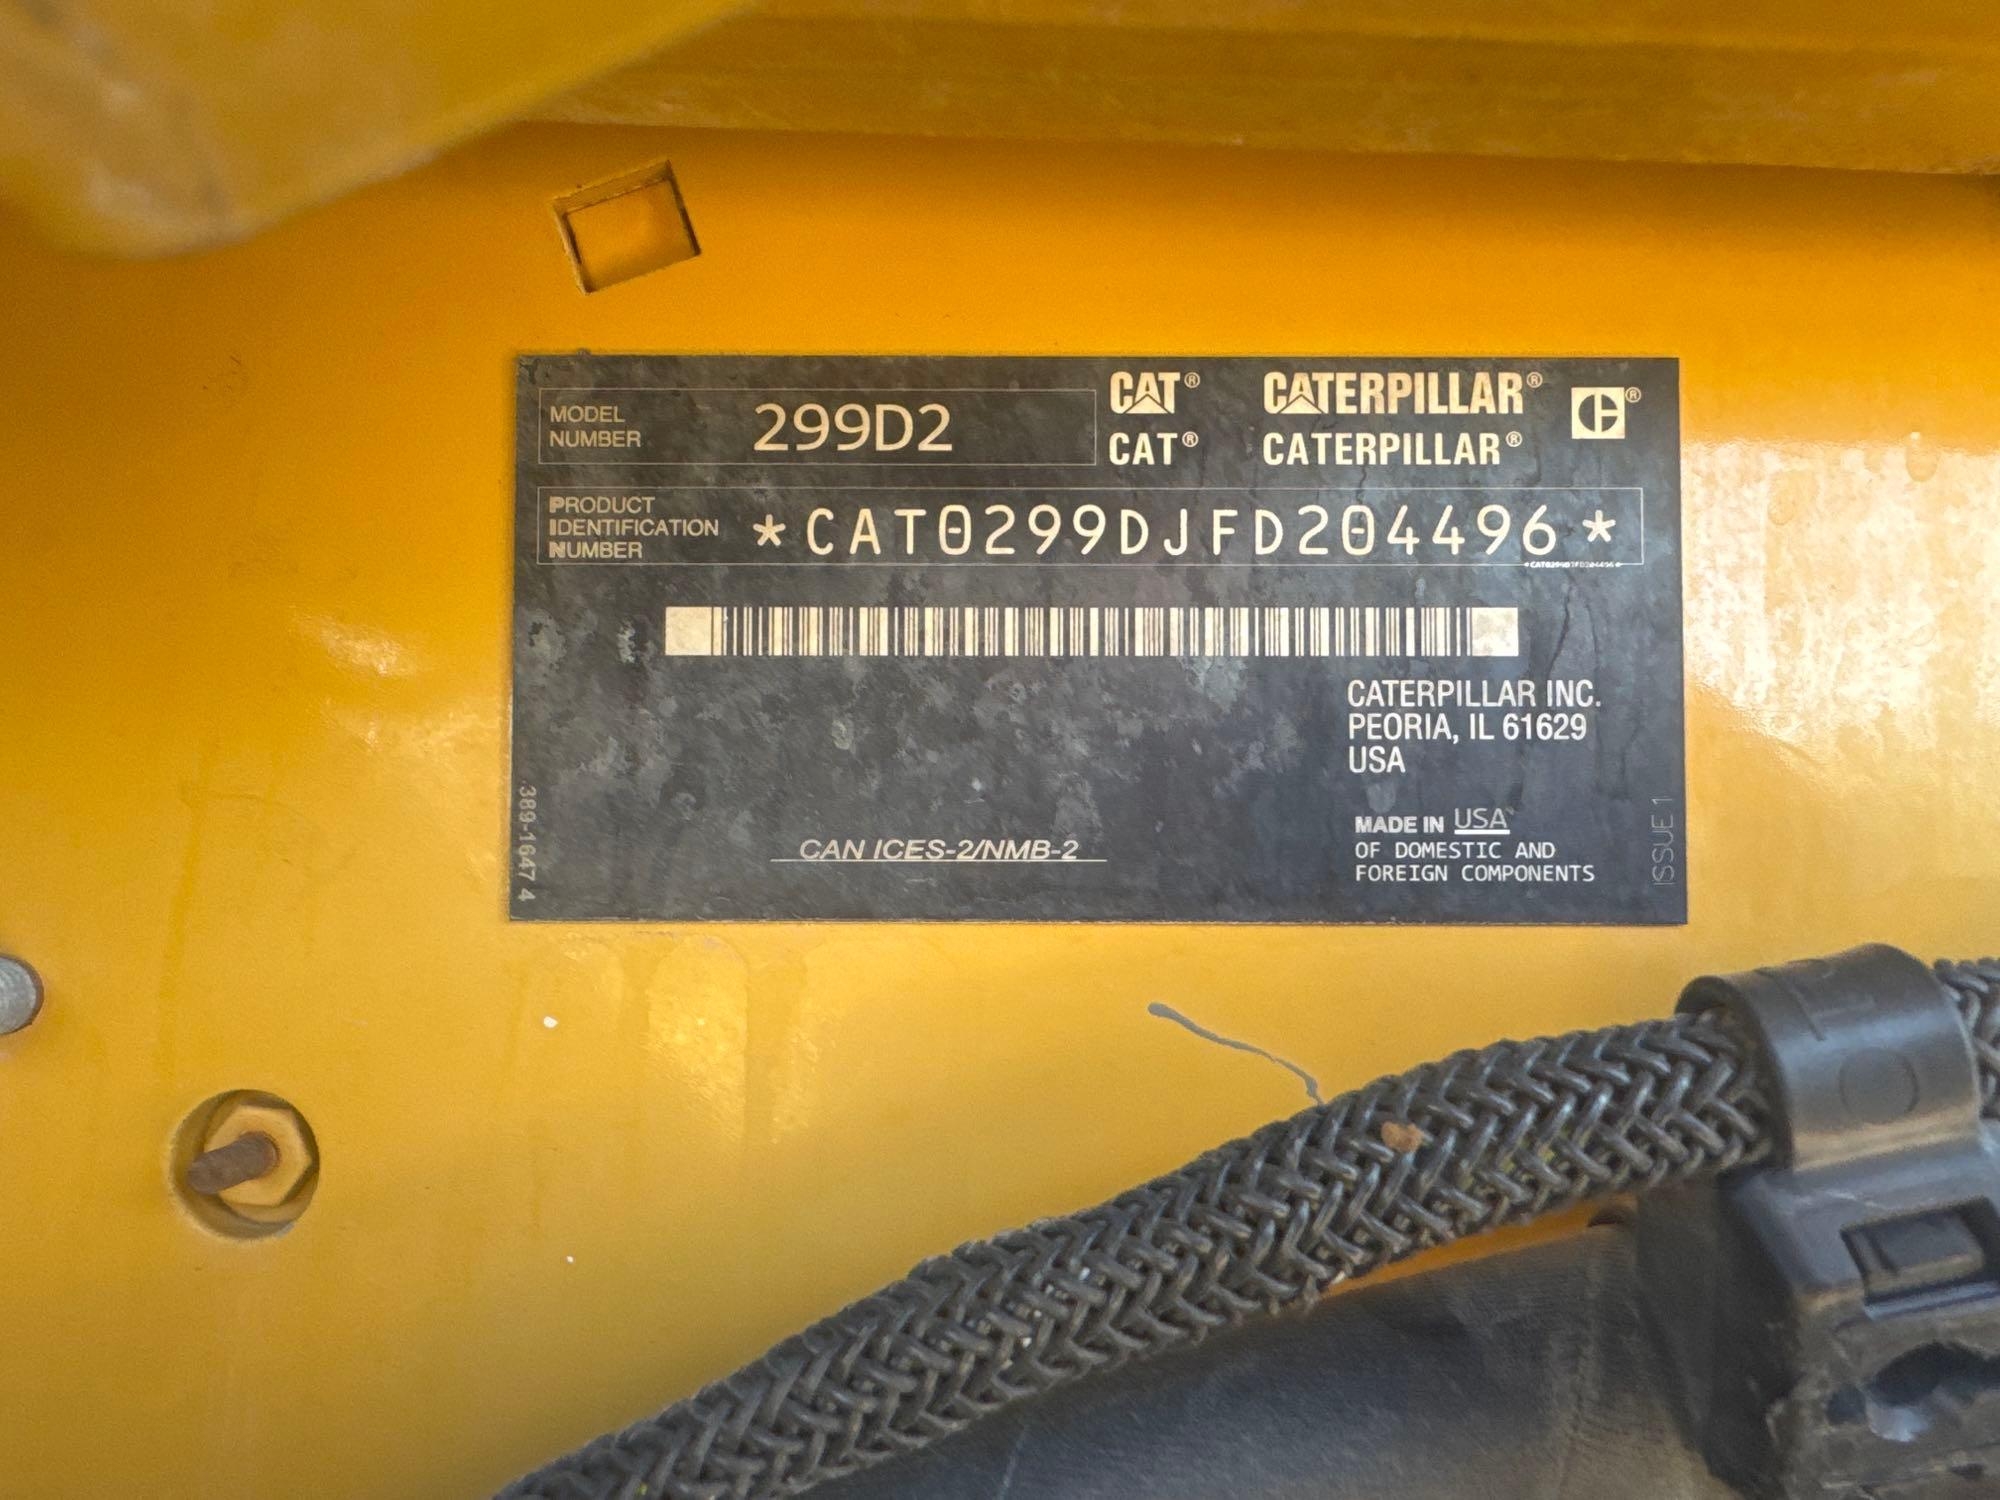 MODEL
NUMBER
299D2
CAT® CATERPILLAR® C®
CAT® CATERPILLAR®
PRODUCT
IDENTIFICATION
NUMBER
*CAT0299DJFD204496*
*CAT0299DJFD204496*
CATERPILLAR INC.
PEORIA, IL 61629
USA
CAN ICES-2/NMB-2
MADE IN USA
OF DOMESTIC AND
FOREIGN COMPONENTS
389-1647 4
ISSUE 1